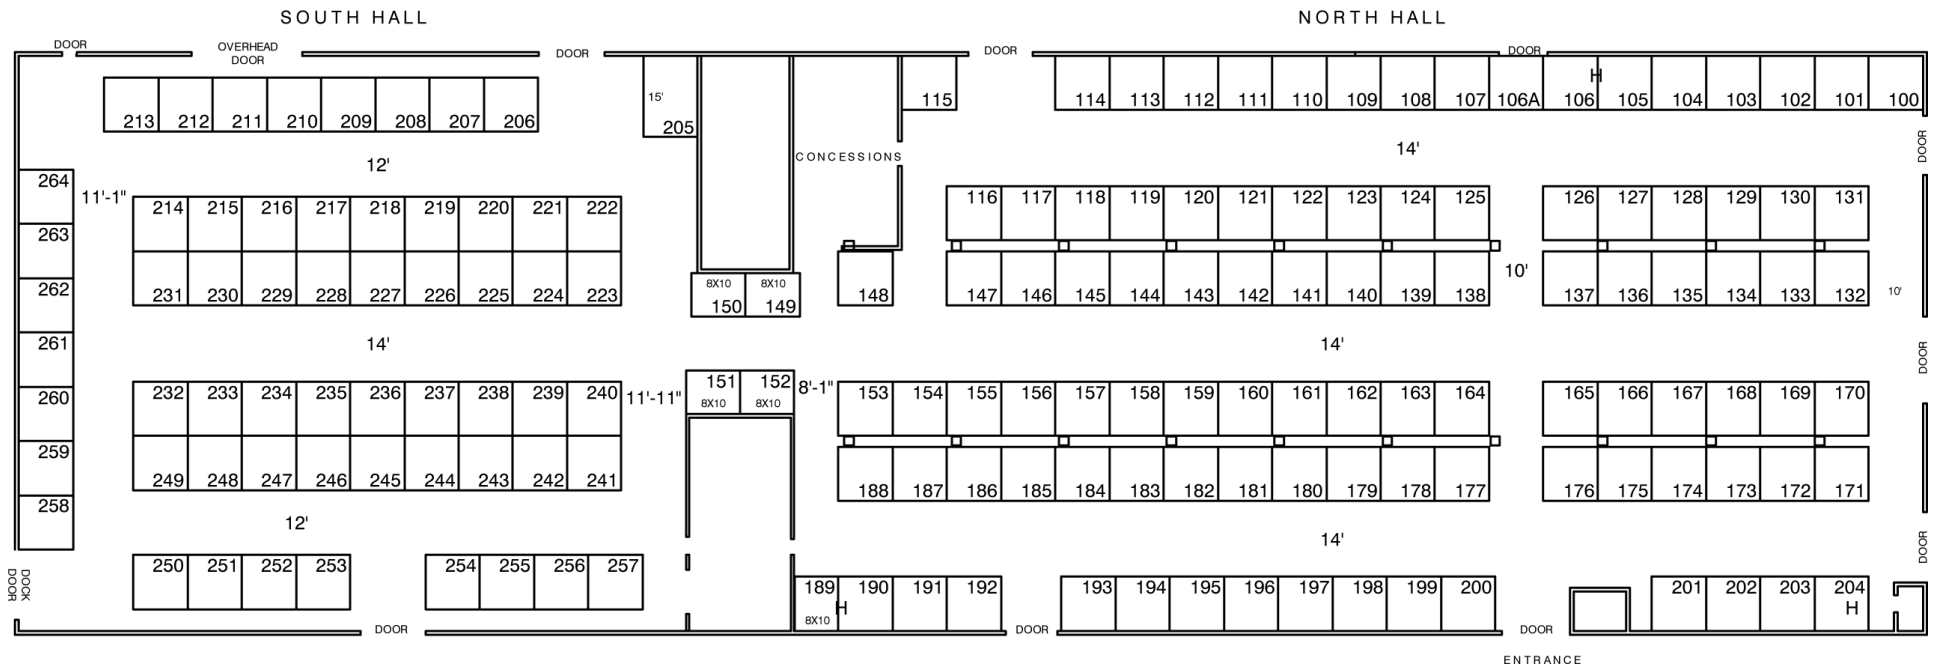 SOUTH HALL NORTH HALL
DOOR OVERHEAD DOOR DOOR DOOR DOOR
213 212 211 210 209 208 207 206 15' 205 115 114 113 112 111 110 109 108 107 106A 106 H 105 104 103 102 101 100
12' CONCESSIONS 14' DOOR
264 11'-1"
214 215 216 217 218 219 220 221 222 116 117 118 119 120 121 122 123 124 125 126 127 128 129 130 131
263
262 231 230 229 228 227 226 225 224 223 8X10 150 8X10 149 148 147 146 145 144 143 142 141 140 139 138 10' 137 136 135 134 133 132 10'
261 14' 14' DOOR
260 232 233 234 235 236 237 238 239 240 11'-11" 151 8X10 152 8X10 8'-1" 153 154 155 156 157 158 159 160 161 162 163 164 165 166 167 168 169 170
259 249 248 247 246 245 244 243 242 241 188 187 186 185 184 183 182 181 180 179 178 177 176 175 174 173 172 171
258 12' 14' DOOR
DOCK DOOR 250 251 252 253 254 255 256 257 189 8X10 H 190 191 192 193 194 195 196 197 198 199 200 201 202 203 204 H
DOOR DOOR DOOR
ENTRANCE